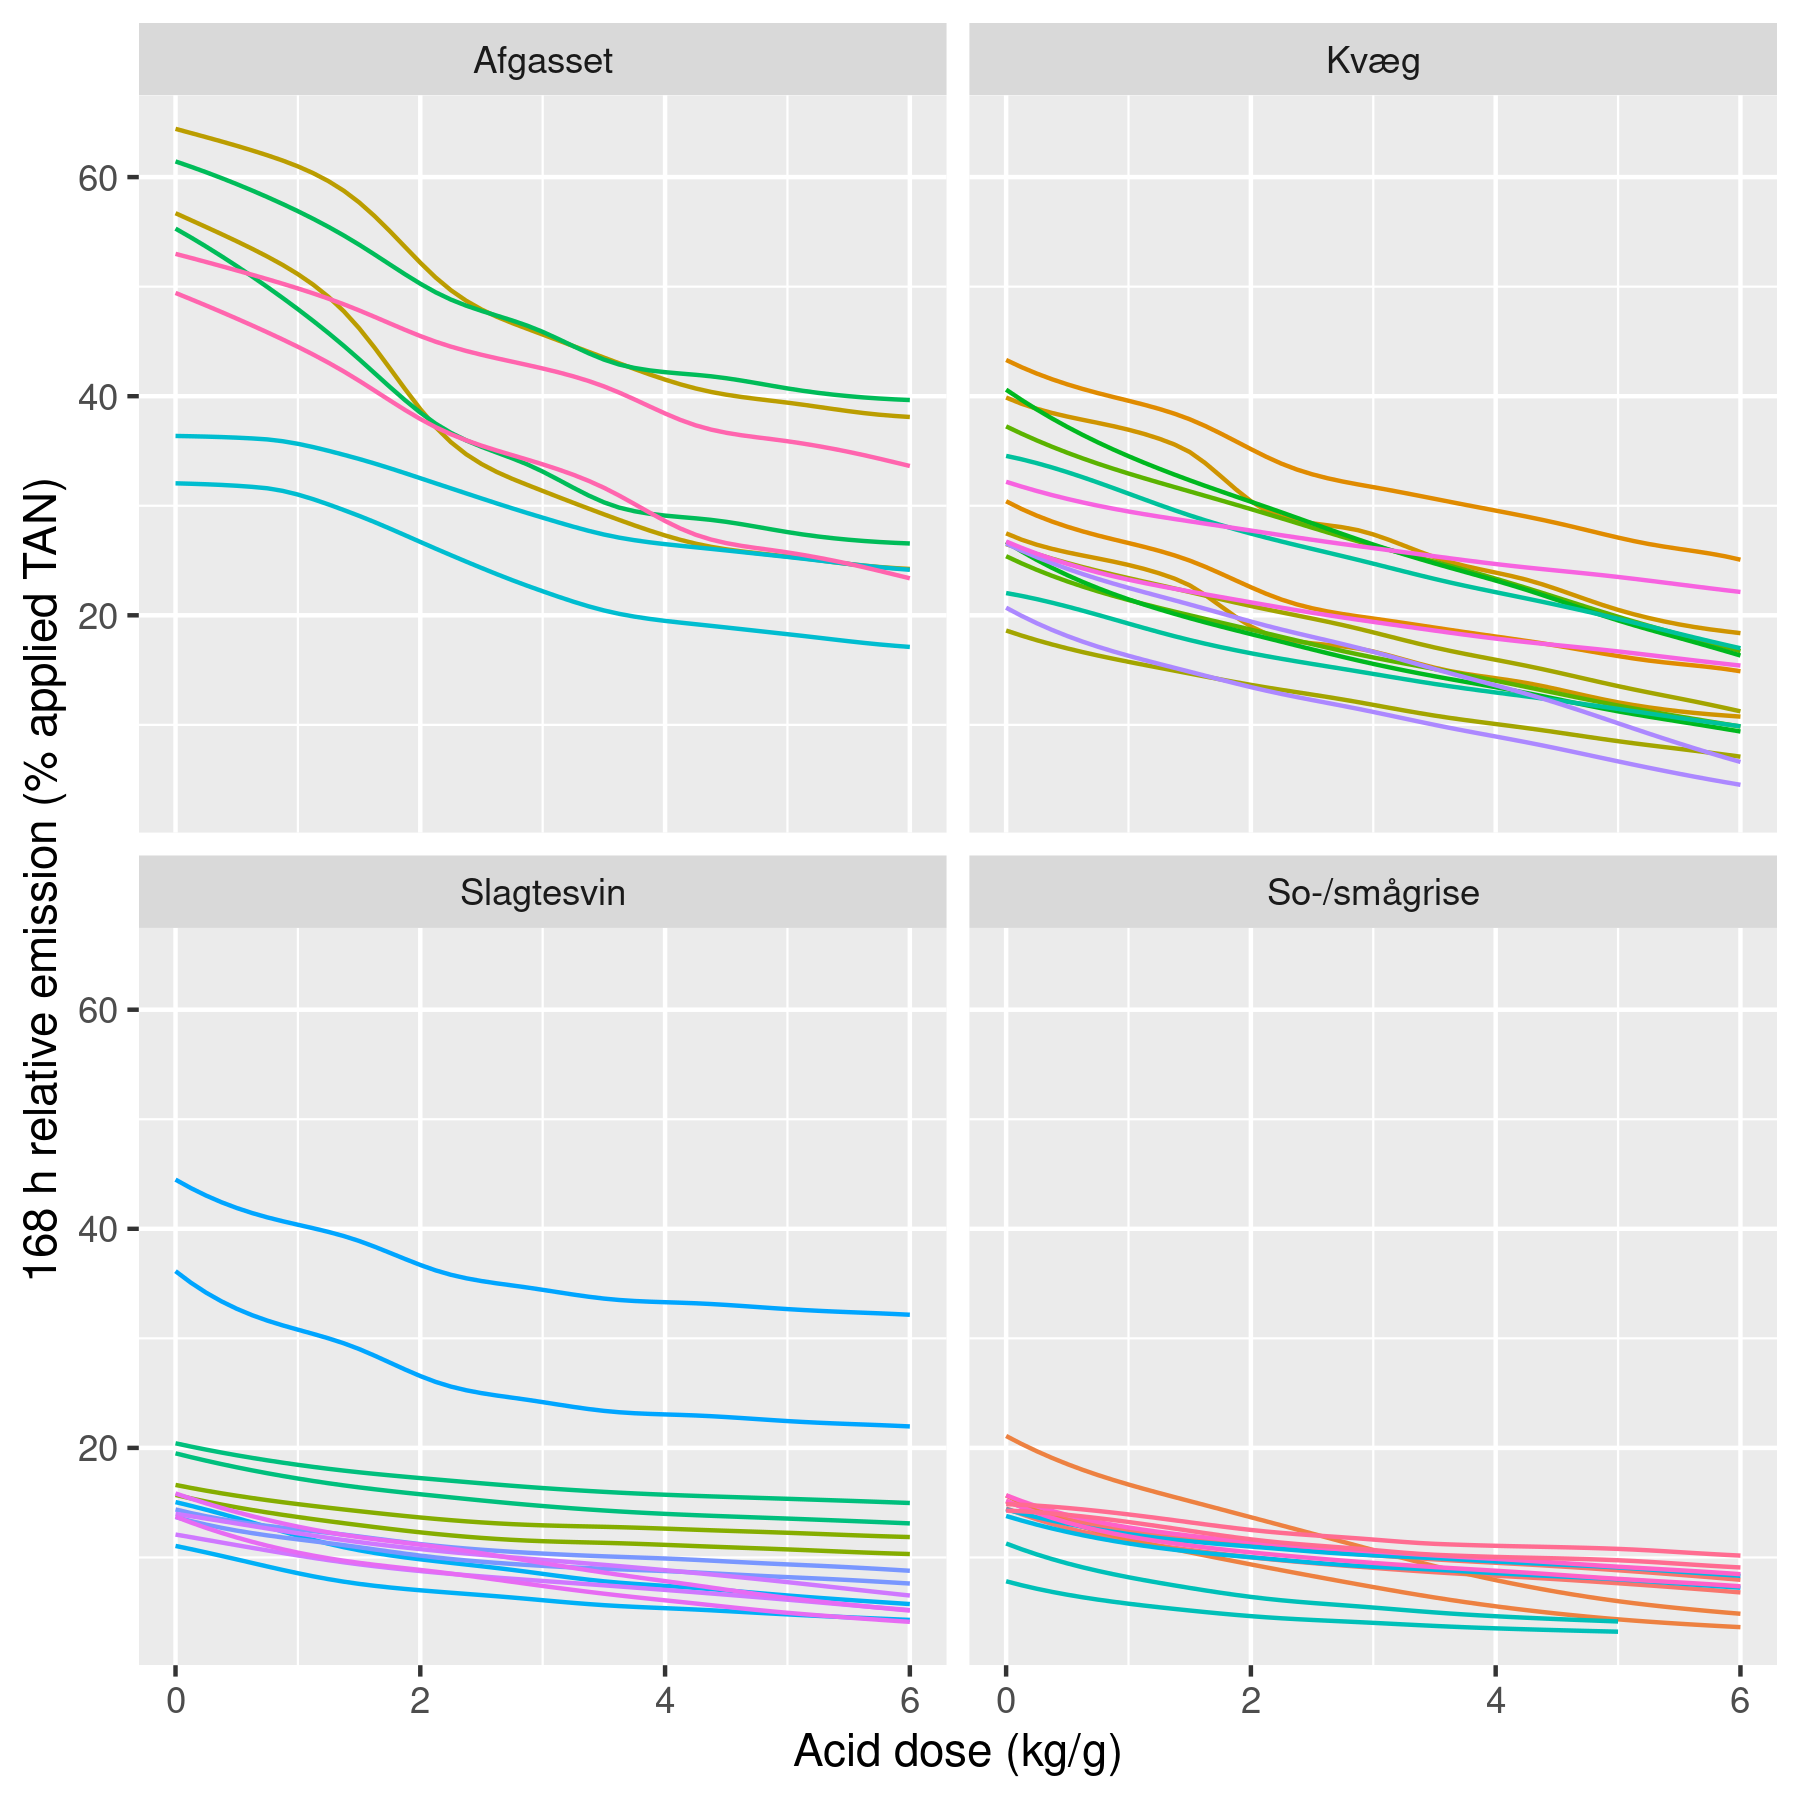 Afgasset
Kvæg
60
40
20
Slagtesvin
So-/smågrise
60
40
20
0 2 4 6
0 2 4 6
168 h relative emission (% applied TAN)
Acid dose (kg/g)